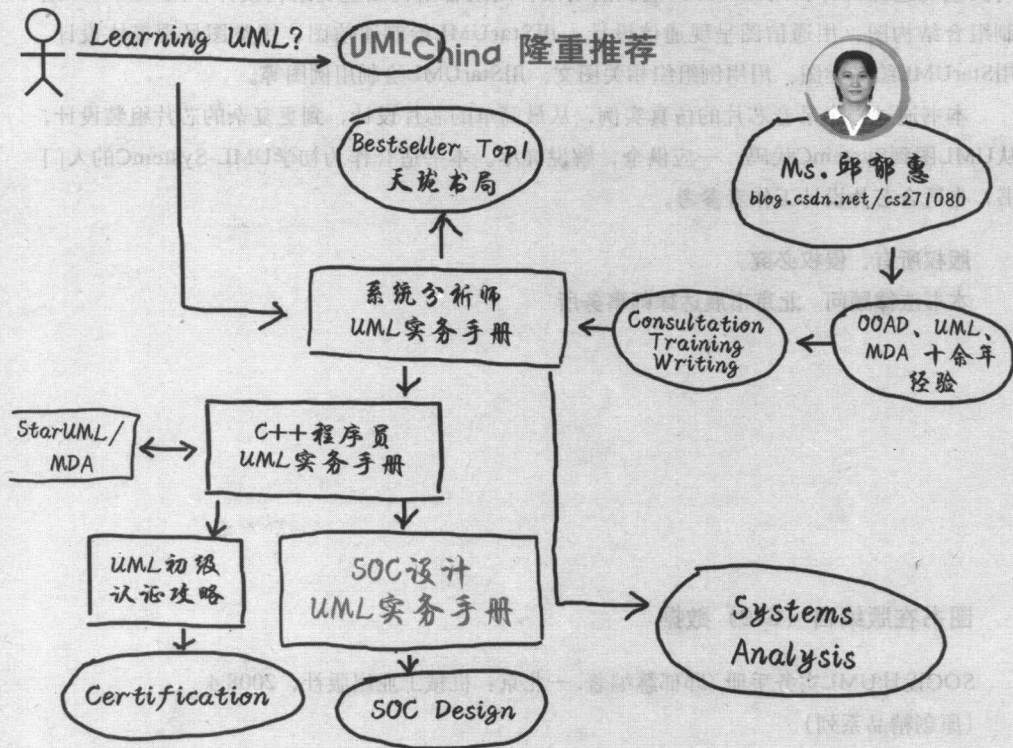 Learning UML?
UMLChina 隆重推荐
Bestseller Top1
天珑书局
Ms.邱郁惠
blog.csdn.net/cs271080
系统分析师
UML实务手册
Consultation
Training
Writing
OOAD、UML、
MDA 十余年
经验
StarUML/
MDA
C++程序员
UML实务手册
UML初级
认证攻略
SOC设计
UML实务手册
Systems
Analysis
Certification
SOC Design